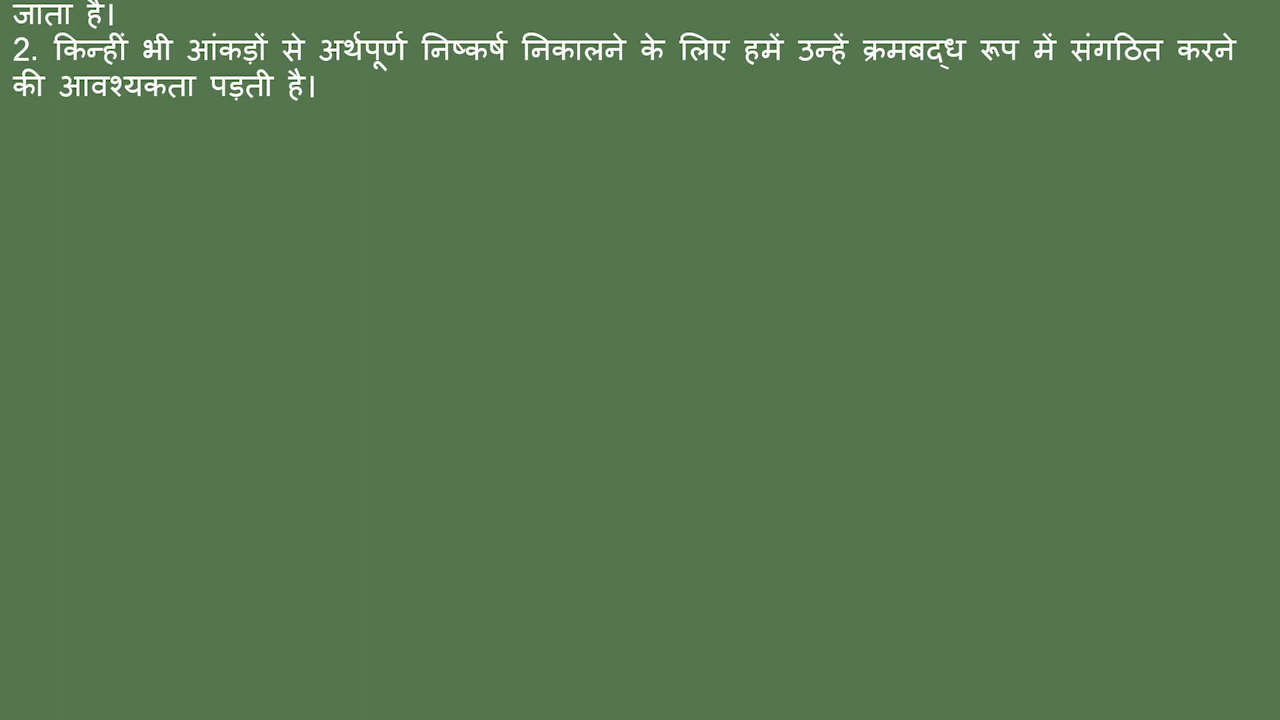 जाता है।
2. किन्हीं भी आंकड़ों से अर्थपूर्ण निष्कर्ष निकालने के लिए हमें उन्हें क्रमबद्ध रूप में संगठित करने
की आवश्यकता पड़ती है।